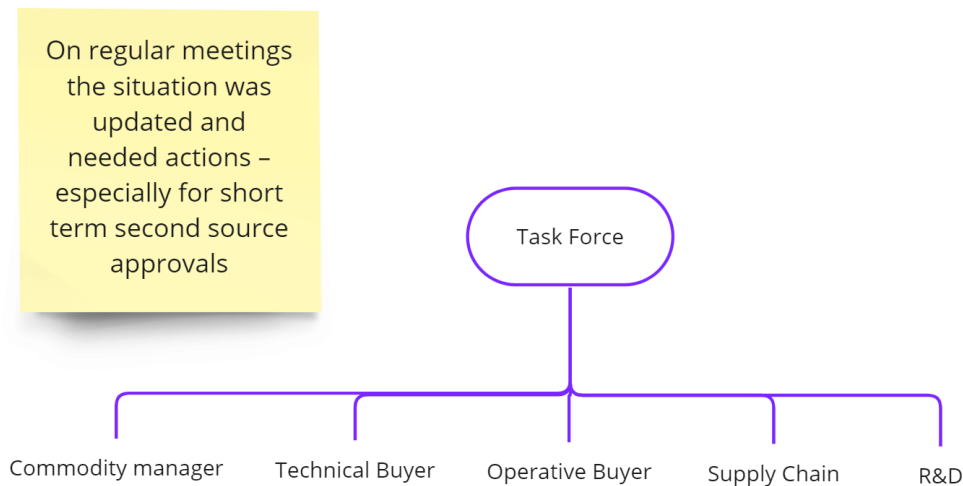 On regular meetings
the situation was
updated and
needed actions –
especially for short
term second source
approvals
Task Force
Commodity manager
Technical Buyer
Operative Buyer
Supply Chain
R&D